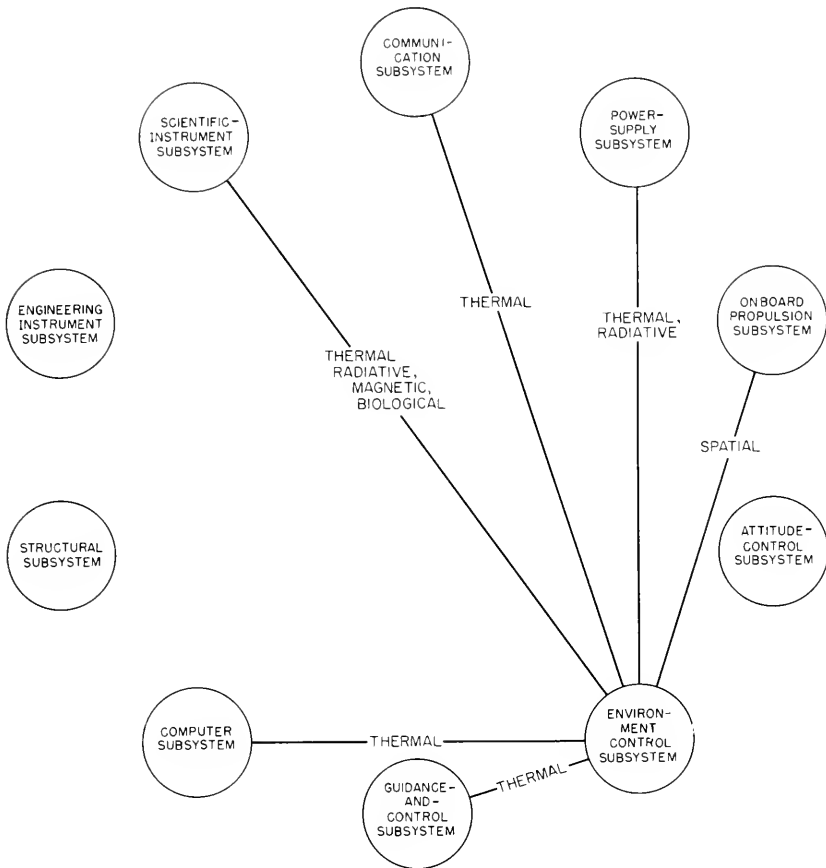 COMMUNI-
CATION
SUBSYSTEM
SCIENTIFIC-
INSTRUMENT
SUBSYSTEM
POWER-
SUPPLY
SUBSYSTEM
ENGINEERING
INSTRUMENT
SUBSYSTEM
THERMAL
THERMAL,
RADIATIVE
ONBOARD
PROPULSION
SUBSYSTEM
THERMAL
RADIATIVE,
MAGNETIC,
BIOLOGICAL
SPATIAL
STRUCTURAL
SUBSYSTEM
ATTITUDE-
CONTROL
SUBSYSTEM
COMPUTER
SUBSYSTEM
THERMAL
ENVIRON-
MENT
CONTROL
SUBSYSTEM
THERMAL
GUIDANCE-
AND-
CONTROL
SUBSYSTEM